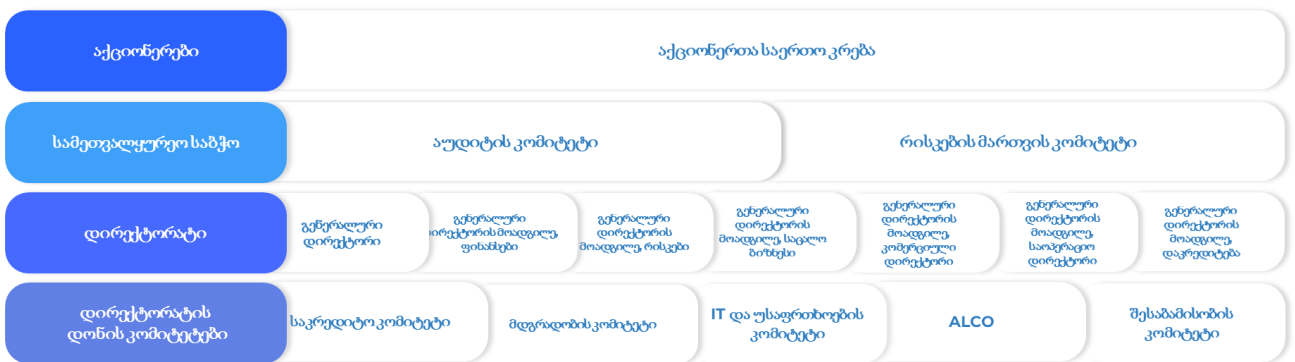 აქციონერები
აქციონერთა საერთო კრება
სამეთვალყურეო საბჭო
აუდიტის კომიტეტი
რისკების მართვის კომიტეტი
დირექტორატი
გენერალური
დირექტორი
გენერალური
ირექტორის მოადგილე,
ფინანსები
გენერალური
დირექტორის
მოადგილე, რისკები
გენერალური
დირექტორის
მოადგილე, საცალო
ბიზნესი
გენერალური
დირექტორის
მოადგილე,
კომერციული
დირექტორი
გენერალური
დირექტორის
მოადგილე,
საოპერაციო
დირექტორი
გენერალური
დირექტორის
მოადგილე,
დაკრედიტება
დირექტორატის
დონის კომიტეტები
საკრედიტო კომიტეტი
მდგრადობის კომიტეტი
IT და უსაფრთხოების
კომიტეტი
ALCO
შესაბამისობის
კომიტეტი